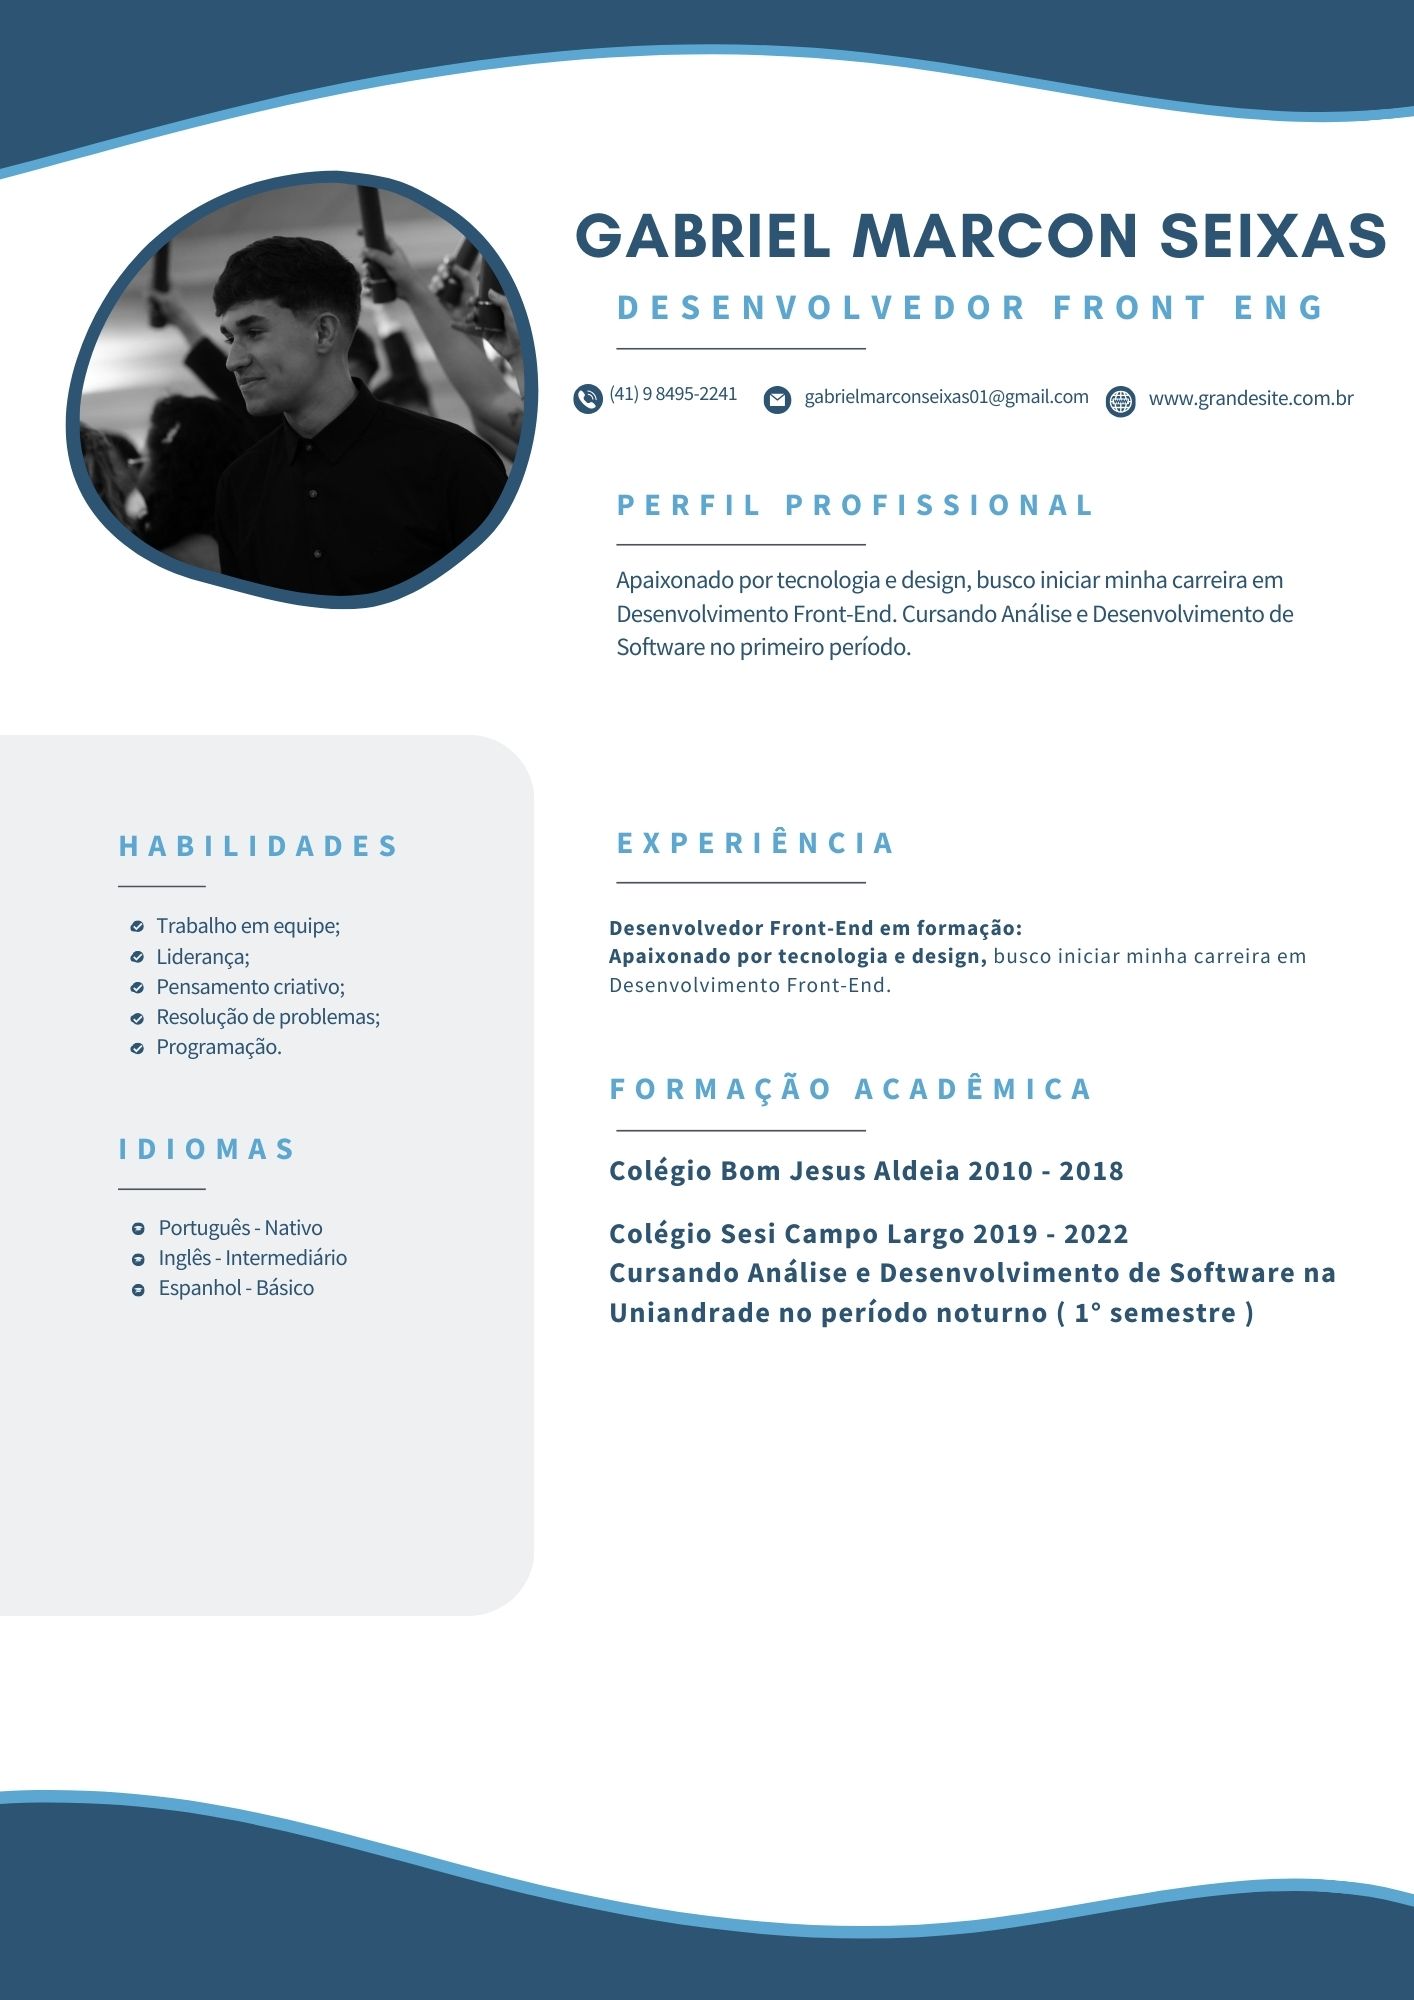 GABRIEL MARCON SEIXAS
DESENVOLVEDOR FRONT ENG
(41) 9 8495-2241
gabrielmarconseixas01@gmail.com
www.grandesite.com.br
PERFIL PROFISSIONAL
Apaixonado por tecnologia e design, busco iniciar minha carreira em
Desenvolvimento Front-End. Cursando Análise e Desenvolvimento de
Software no primeiro período.
HABILIDADES
Trabalho em equipe;
Liderança;
Pensamento criativo;
Resolução de problemas;
Programação.
IDIOMAS
Português - Nativo
Inglês - Intermediário
Espanhol - Básico
EXPERIÊNCIA
Desenvolvedor Front-End em formação:
Apaixonado por tecnologia e design, busco iniciar minha carreira em
Desenvolvimento Front-End.
FORMAÇÃO ACADÊMICA
Colégio Bom Jesus Aldeia 2010 - 2018
Colégio Sesi Campo Largo 2019 - 2022
Cursando Análise e Desenvolvimento de Software na
Uniandrade no período noturno ( 1° semestre )